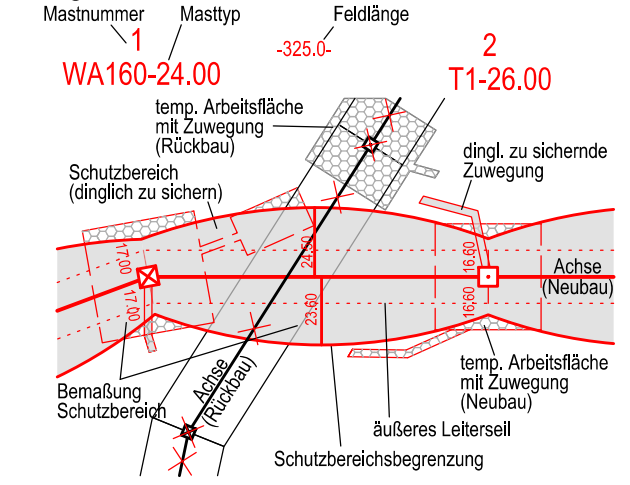 Mastnummer
Masttyp
Feldlänge
1
WA160-24.00
-325.0-
2
T1-26.00
temp. Arbeitsfläche
mit Zuwegung
(Rückbau)
dingl. zu sichernde
Zuwegung
Schutzbereich
(dinglich zu sichern)
17.00
17.00
24.50
23.60
16.60
16.60
Achse
(Neubau)
Achse
(Rückbau)
Bemaßung
Schutzbereich
temp. Arbeitsfläche
mit Zuwegung
(Neubau)
äußeres Leiterseil
Schutzbereichsbegrenzung